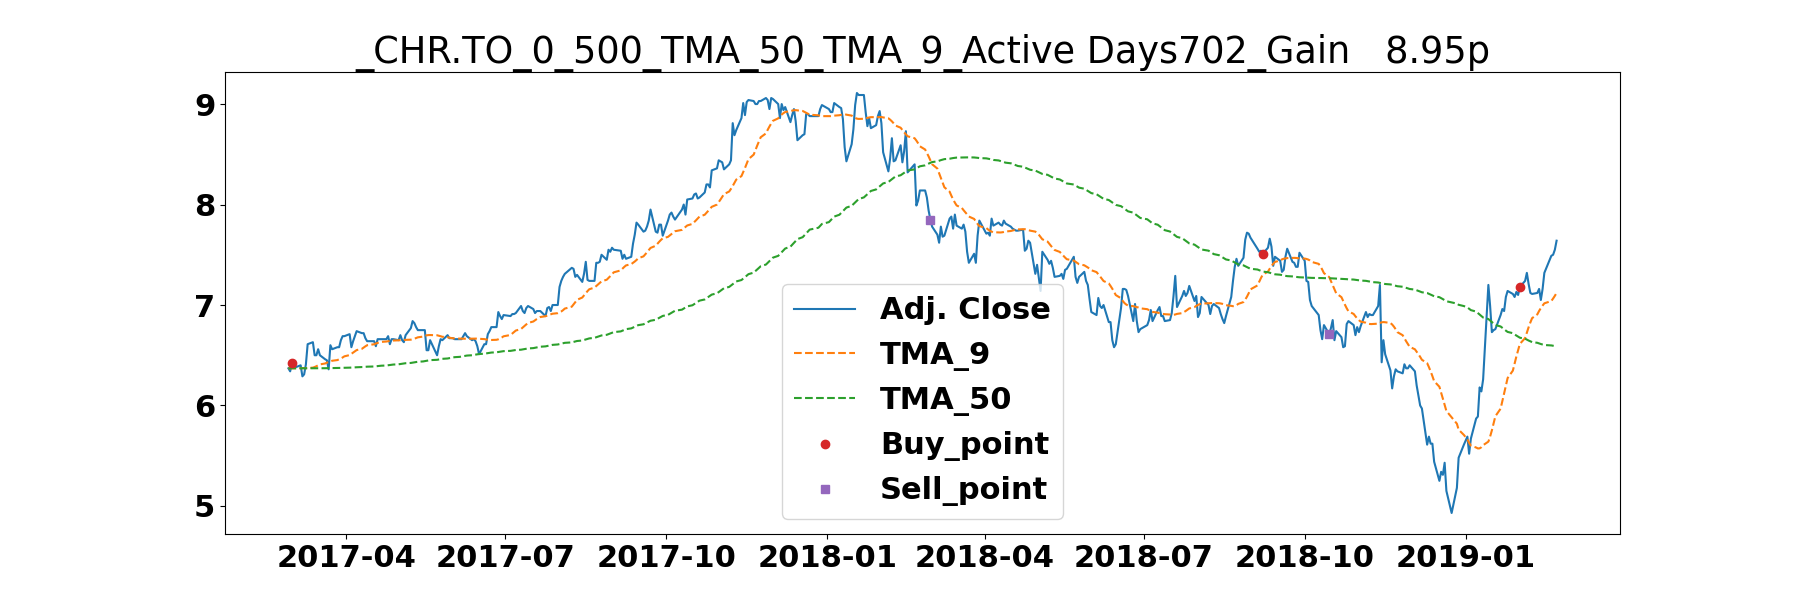 _CHR.TO_0_500_TMA_50_TMA_9_Active Days702_Gain   8.95p
9
8
7
6
5
Adj. Close
TMA_9
TMA_50
Buy_point
Sell_point
2017-04 2017-07 2017-10 2018-01 2018-04 2018-07 2018-10 2019-01